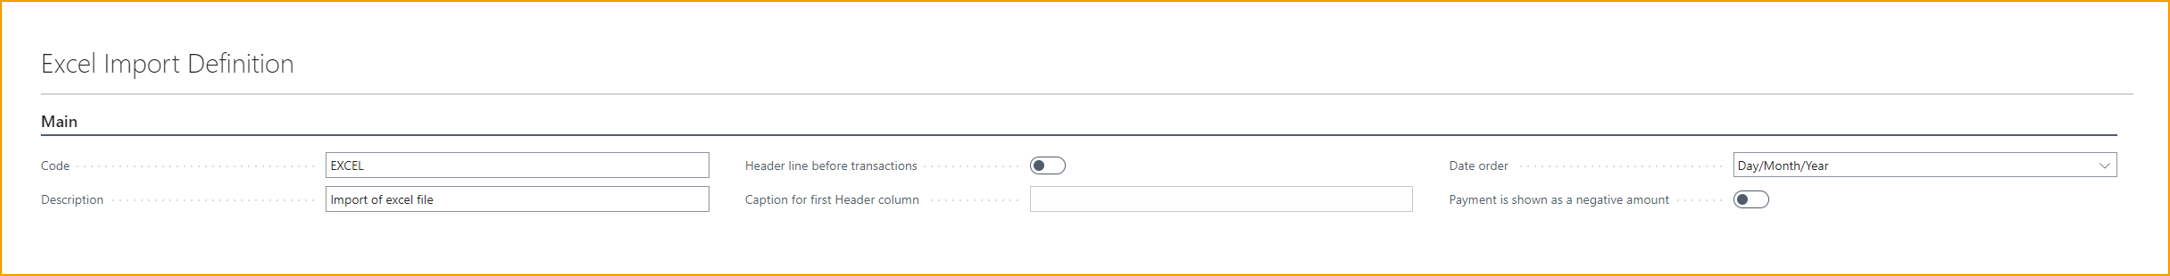 Excel Import Definition
Main
Code EXCEL Header line before transactions Date order Day/Month/Year
Description Import of excel file Caption for first Header column Payment is shown as a negative amount